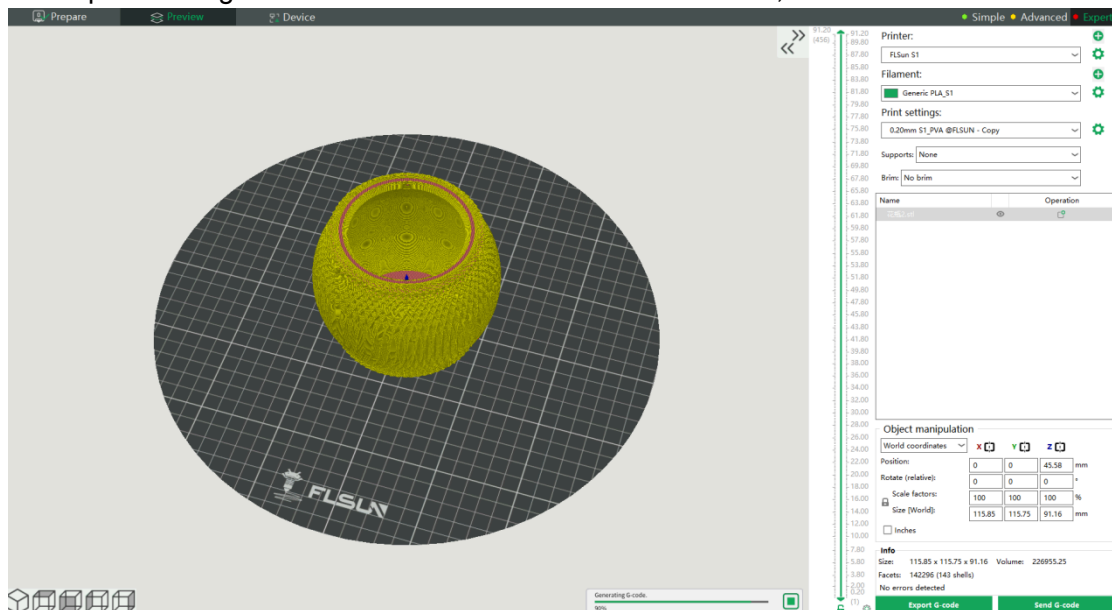 Prepare
Preview
Device
Simple
Advanced
Expert
91.20
(456)
91.20
89.80
87.80
85.80
83.80
81.80
79.80
77.80
75.80
73.80
71.80
69.80
67.80
65.80
63.80
61.80
59.80
57.80
55.80
53.80
51.80
49.80
47.80
45.80
43.80
41.80
39.80
38.00
36.00
34.00
32.00
30.00
28.00
26.00
24.00
22.00
20.00
18.00
16.00
14.00
12.00
10.00
7.80
5.80
3.80
2.00
0.20
(1)
Printer:
FLSun S1
Filament:
Generic PLA_S1
Print settings:
0.20mm S1_PVA @FLSUN - Copy
Supports: None
Brim: No brim
Name Operation
Object manipulation
World coordinates X Y Z
Position: 0 0 45.58 mm
Rotate (relative): 0 0 0 °
Scale factors: 100 100 100 %
Size [World]: 115.85 115.75 91.16 mm
Inches
Info
Size: 115.85 x 115.75 x 91.16 Volume: 226955.25
Facets: 142296 (143 shells)
No errors detected
Export G-code Send G-code
FLSUN
Generating G-code.
90%